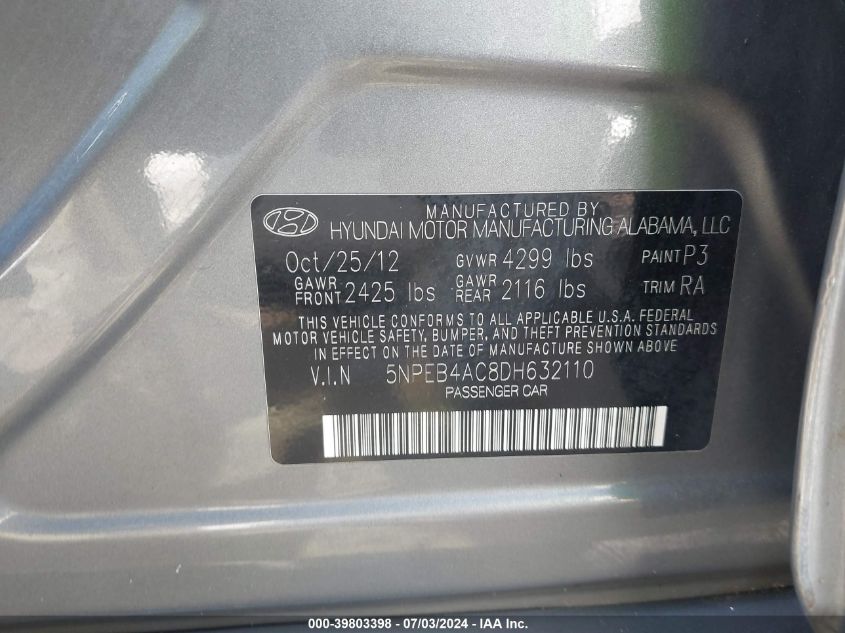 MANUFACTURED BY
HYUNDAI MOTOR MANUFACTURING ALABAMA, LLC
Oct/25/12 GVWR 4299 lbs PAINT P3
GAWR FRONT 2425 lbs GAWR REAR 2116 lbs TRIM RA
THIS VEHICLE CONFORMS TO ALL APPLICABLE U.S.A. FEDERAL
MOTOR VEHICLE SAFETY, BUMPER, AND THEFT PREVENTION STANDARDS
IN EFFECT ON THE DATE OF MANUFACTURE SHOWN ABOVE
V.I.N 5NPEB4AC8DH632110
PASSENGER CAR
000-39803398 - 07/03/2024 - IAA Inc.